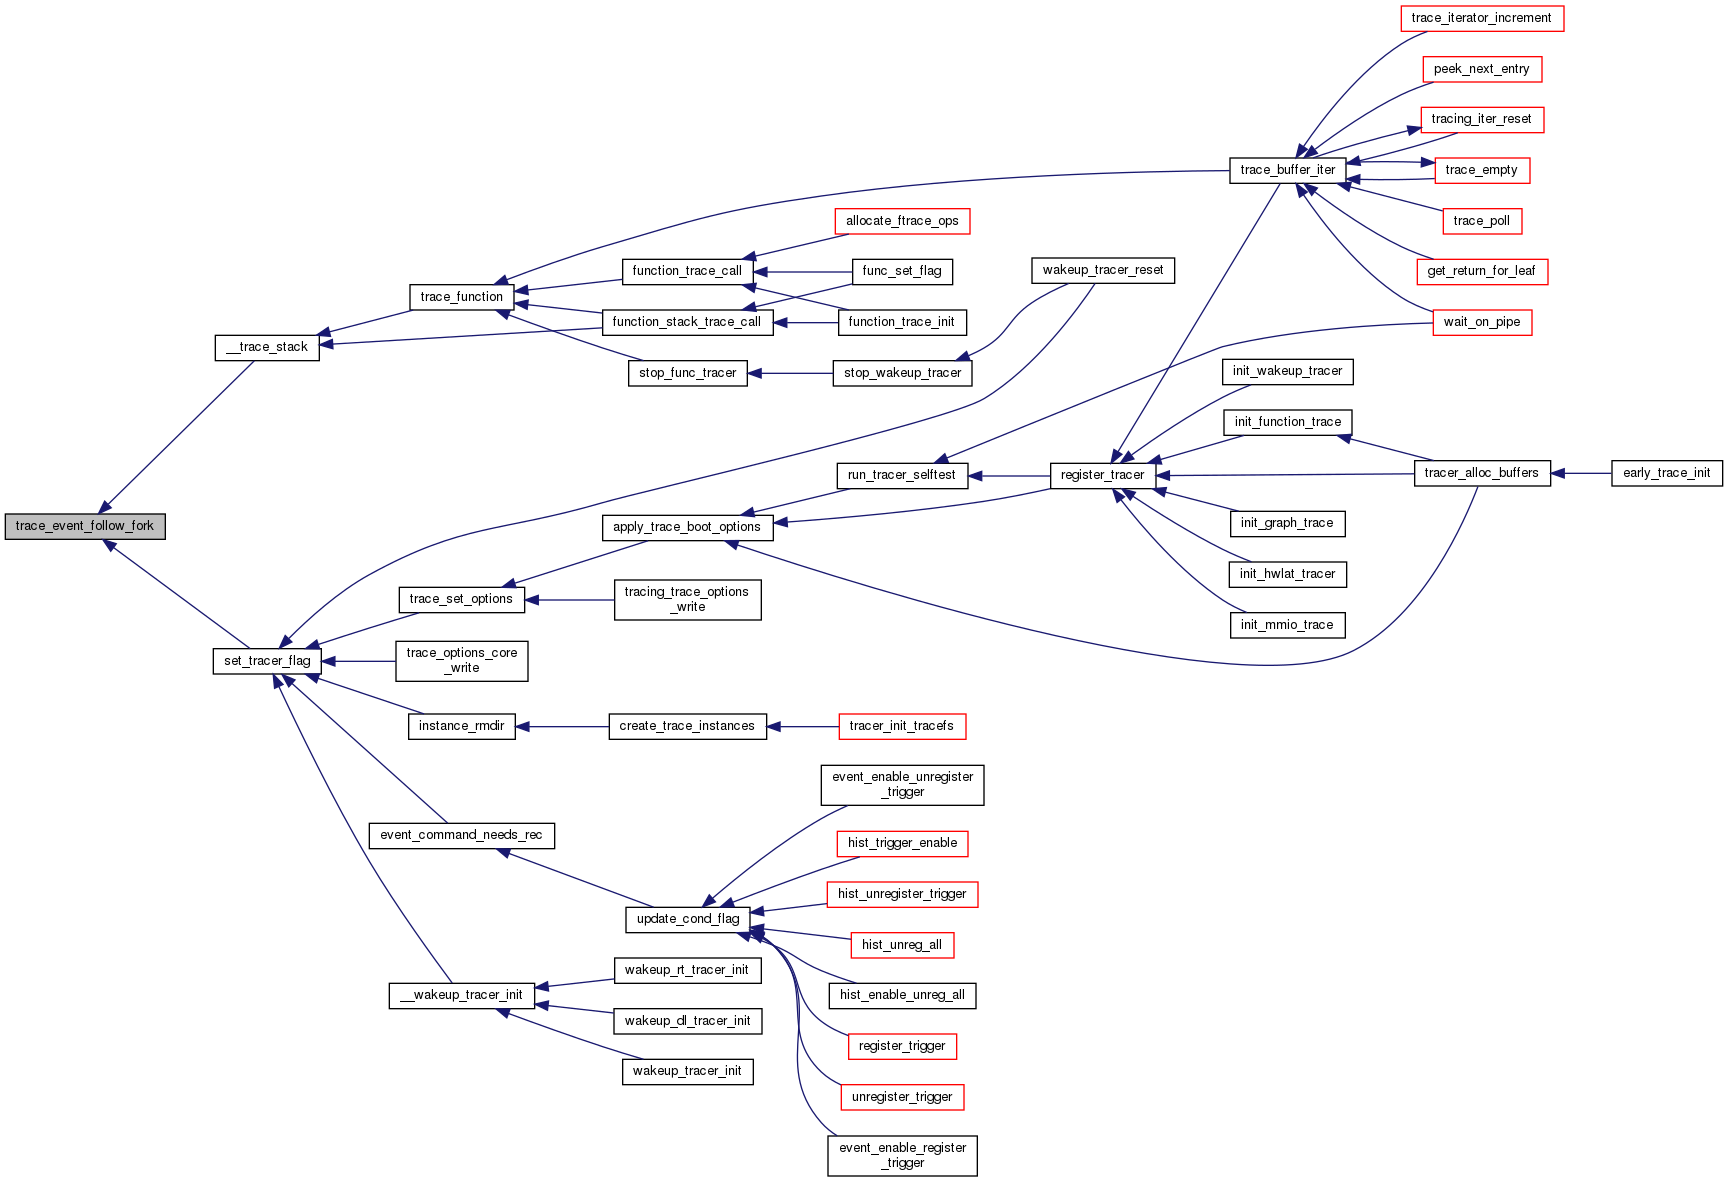 trace_iterator_increment
peek_next_entry
tracing_iter_reset
trace_buffer_iter
trace_empty
allocate_ftrace_ops
trace_poll
function_trace_call
func_set_flag
wakeup_tracer_reset
get_return_for_leaf
trace_function
function_stack_trace_call
function_trace_init
wait_on_pipe
__trace_stack
stop_func_tracer
stop_wakeup_tracer
init_wakeup_tracer
init_function_trace
run_tracer_selftest
register_tracer
tracer_alloc_buffers
early_trace_init
trace_event_follow_fork
apply_trace_boot_options
init_graph_trace
init_hwlat_tracer
trace_set_options
tracing_trace_options
_write
init_mmio_trace
set_tracer_flag
trace_options_core
_write
instance_rmdir
create_trace_instances
tracer_init_tracefs
event_enable_unregister
_trigger
event_command_needs_rec
hist_trigger_enable
hist_unregister_trigger
update_cond_flag
hist_unreg_all
wakeup_rt_tracer_init
__wakeup_tracer_init
hist_enable_unreg_all
wakeup_dl_tracer_init
register_trigger
wakeup_tracer_init
unregister_trigger
event_enable_register
_trigger